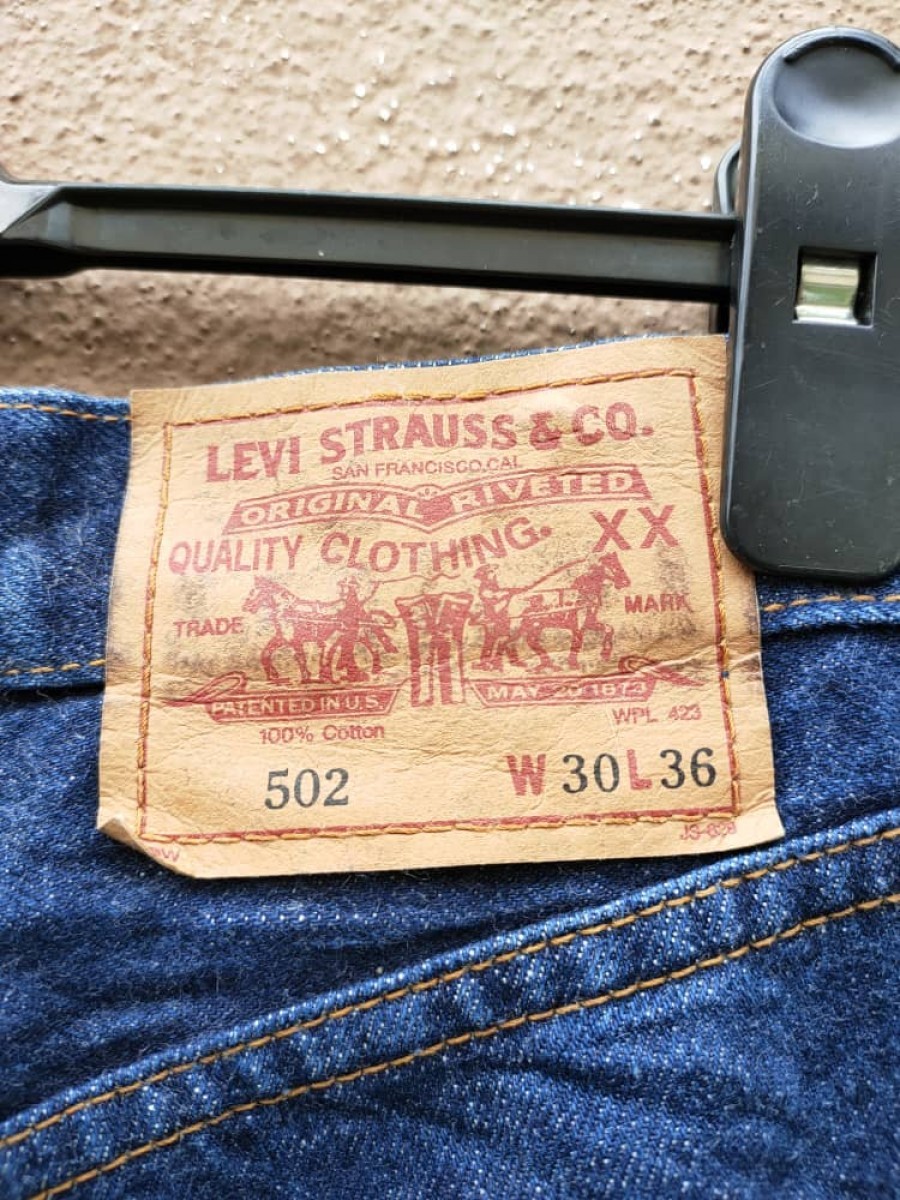 LEVI STRAUSS & CO.
SAN FRANCISCO, CAL
ORIGINAL RIVETED
QUALITY CLOTHING. XX
TRADE MARK
PATENTED IN U.S. MAY 20 1873
WPL 423
100% Cotton
502 W 30 L 36